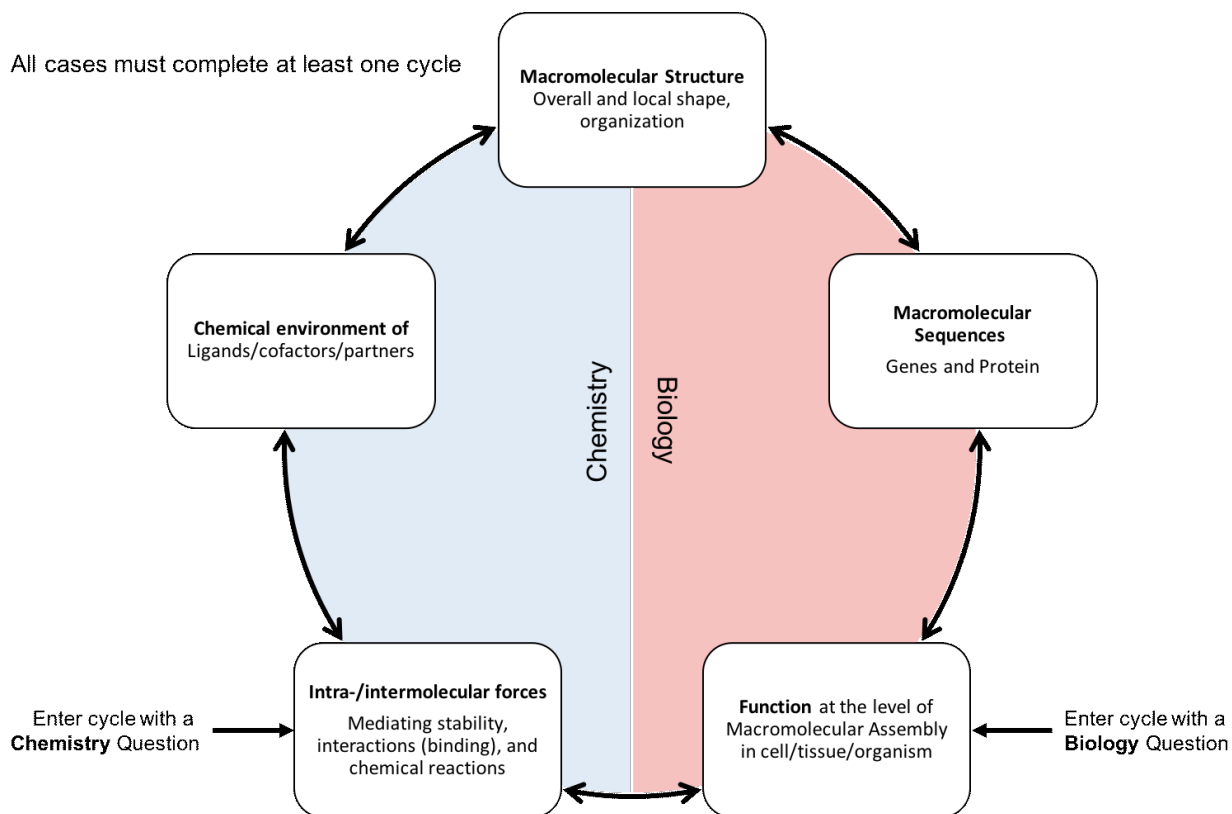 All cases must complete at least one cycle
Macromolecular Structure
Overall and local shape,
organization
Chemical environment of
Ligands/cofactors/partners
Macromolecular
Sequences
Genes and Protein
Chemistry
Biology
Intra-/intermolecular forces
Mediating stability,
interactions (binding), and
chemical reactions
Function at the level of
Macromolecular Assembly
in cell/tissue/organism
Enter cycle with a
Chemistry Question
Enter cycle with a
Biology Question